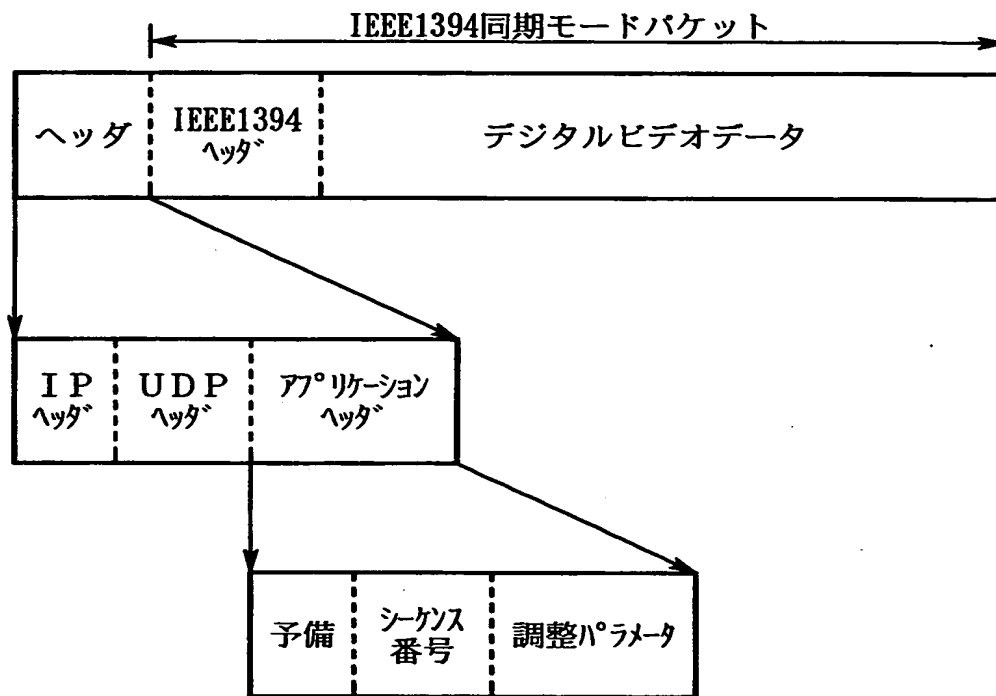 IEEE1394同期モードパケット
ヘッダ
IEEE1394
ヘッダ
デジタルビデオデータ
IP
ヘッダ
UDP
ヘッダ
アプリケーション
ヘッダ
予備
シーケンス
番号
調整パラメータ